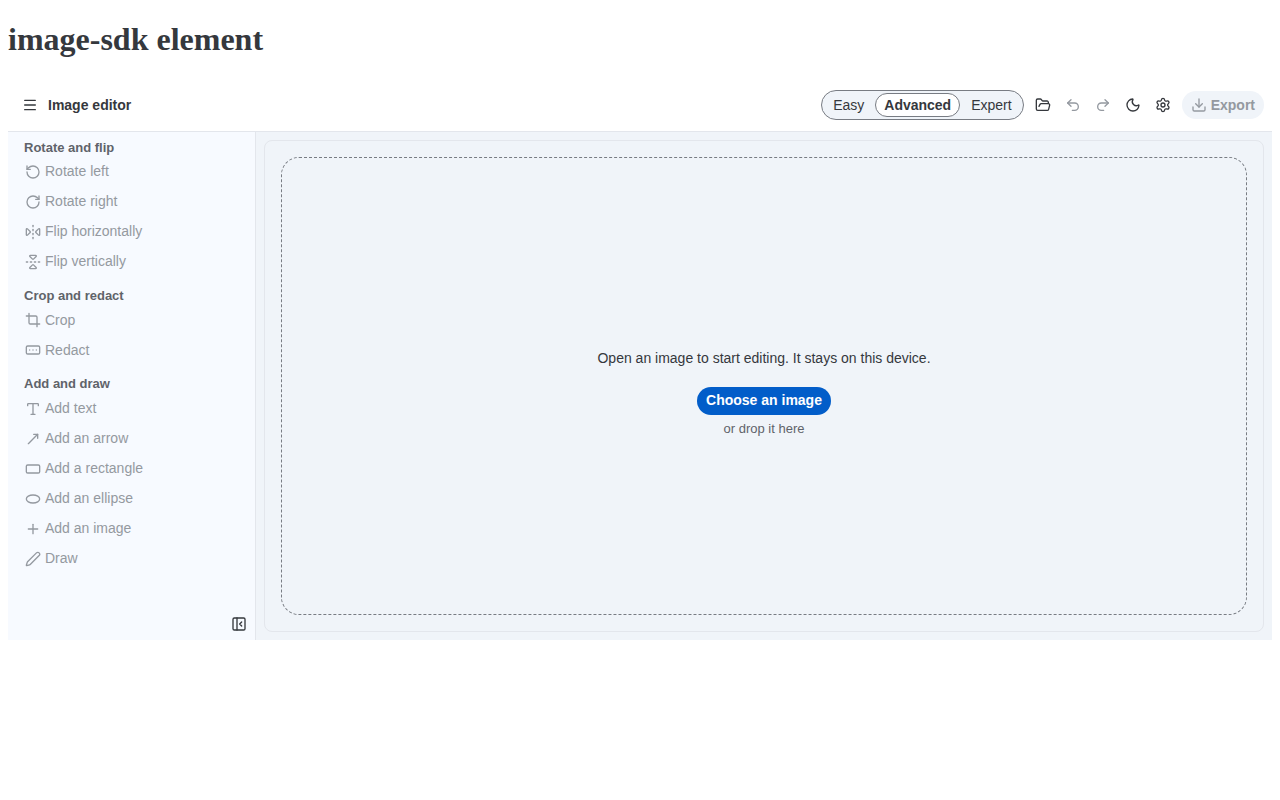 image-sdk element
Image editor
Easy
Advanced
Expert
Export
Rotate and flip
Rotate left
Rotate right
Flip horizontally
Flip vertically
Crop and redact
Crop
Redact
Add and draw
Add text
Add an arrow
Add a rectangle
Add an ellipse
Add an image
Draw
Open an image to start editing. It stays on this device.
Choose an image
or drop it here